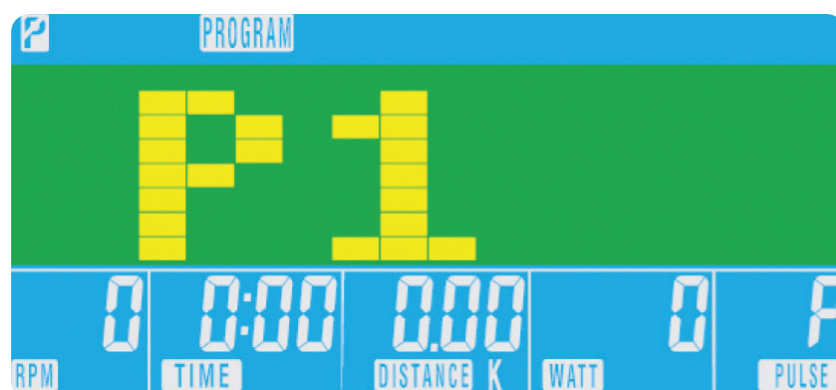 P PROGRAM
P1
0 0:00 0.00 0 P
RPM TIME DISTANCE K WATT PULSE